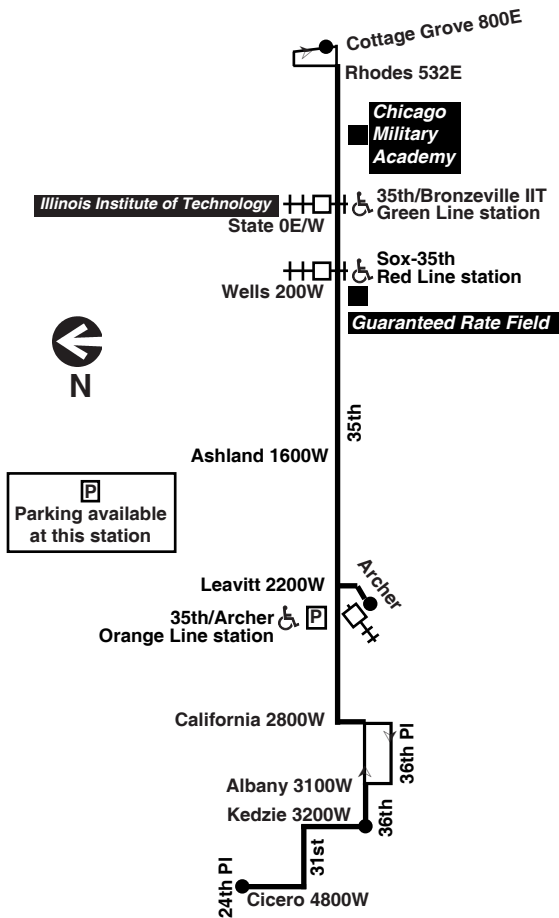 Cottage Grove 800E
Rhodes 532E
Chicago
Military
Academy
Illinois Institute of Technology
35th/Bronzeville IIT
Green Line station
State 0E/W
Sox-35th
Red Line station
Wells 200W
Guaranteed Rate Field
N
35th
Ashland 1600W
P
Parking available
at this station
Leavitt 2200W
Archer
35th/Archer
P
Orange Line station
California 2800W
36th Pl
Albany 3100W
Kedzie 3200W
36th
31st
24th Pl
Cicero 4800W